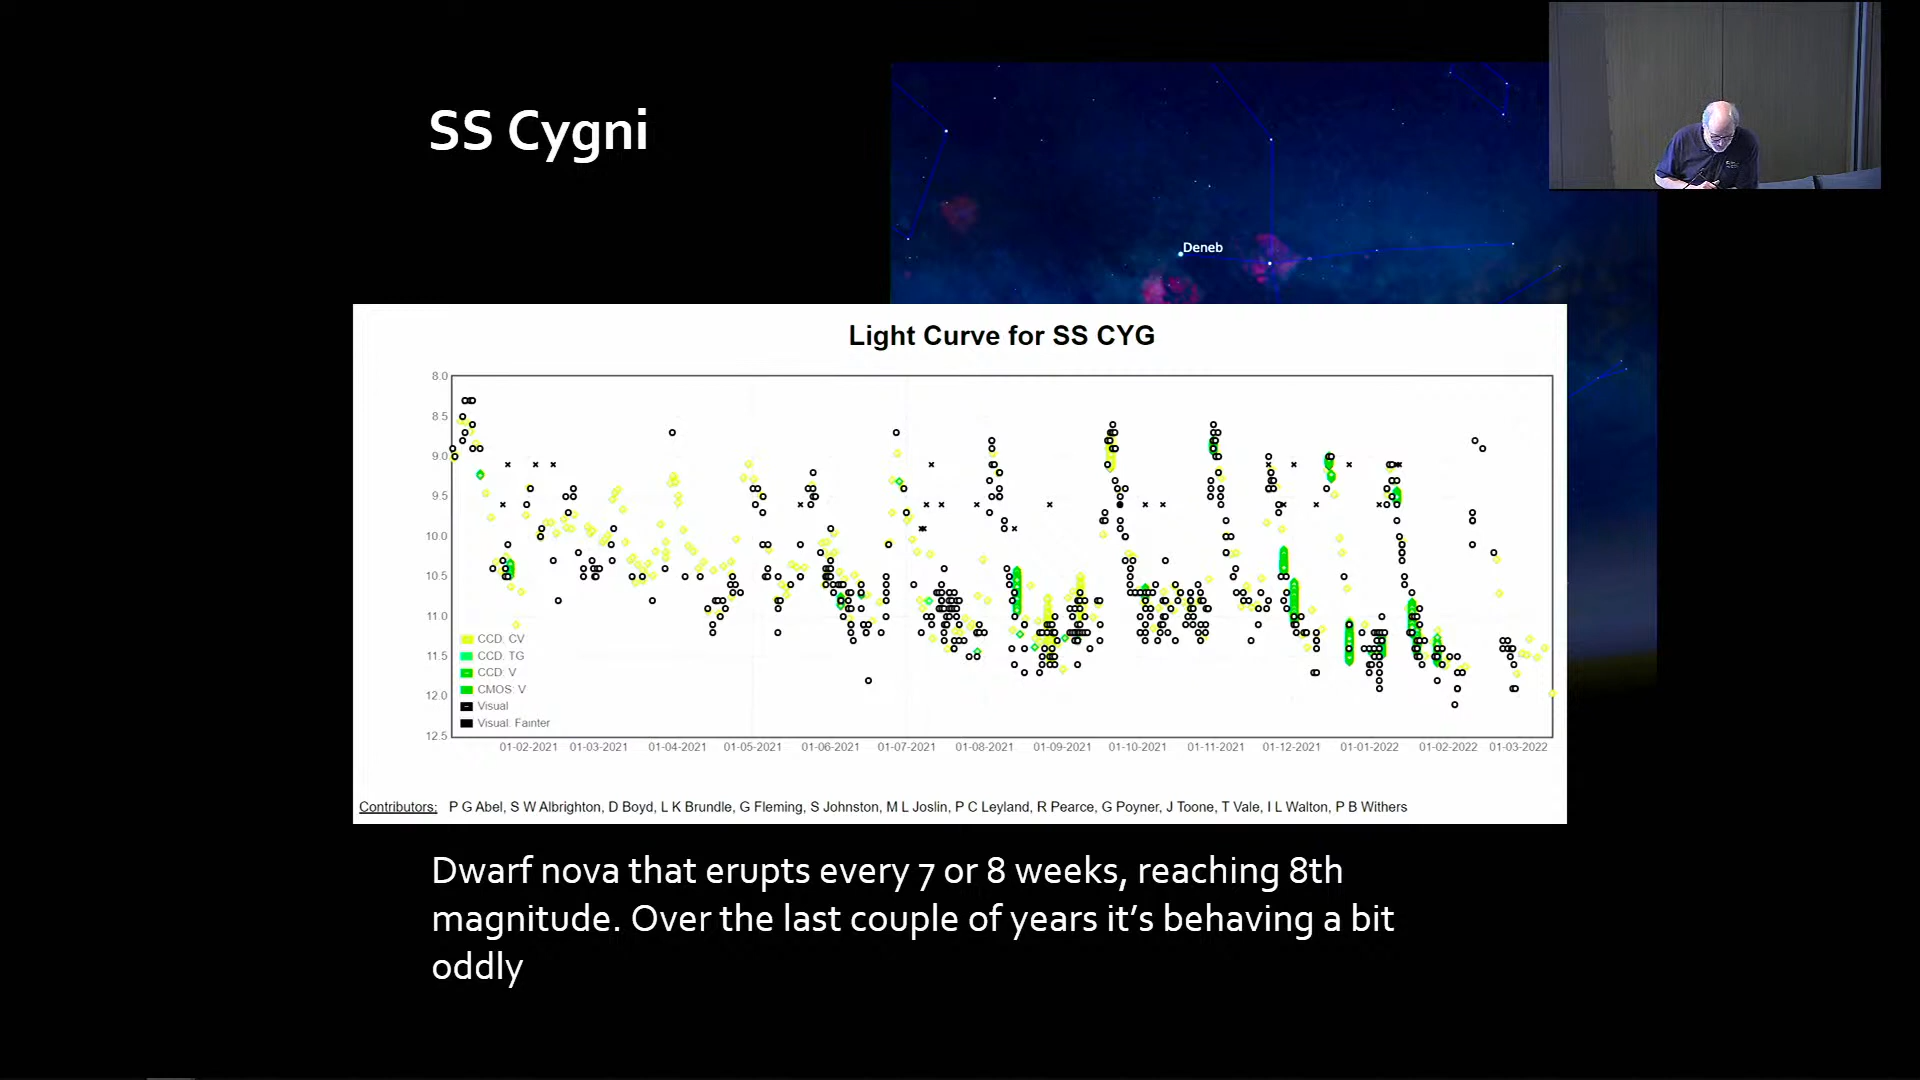 SS Cygni
Deneb
Light Curve for SS CYG
8.0
8.5
9.0
9.5
10.0
10.5
11.0
11.5
12.0
12.5
CCD: CV
CCD: TG
CCD: V
CMOS: V
Visual
Visual: Fainter
01-02-2021 01-03-2021 01-04-2021 01-05-2021 01-06-2021 01-07-2021 01-08-2021 01-09-2021 01-10-2021 01-11-2021 01-12-2021 01-01-2022 01-02-2022 01-03-2022
Contributors: P G Abel, S W Albrighton, D Boyd, L K Brundle, G Fleming, S Johnston, M L Joslin, P C Leyland, R Pearce, G Poyner, J Toone, T Vale, I L Walton, P B Withers
Dwarf nova that erupts every 7 or 8 weeks, reaching 8th
magnitude. Over the last couple of years it’s behaving a bit
oddly